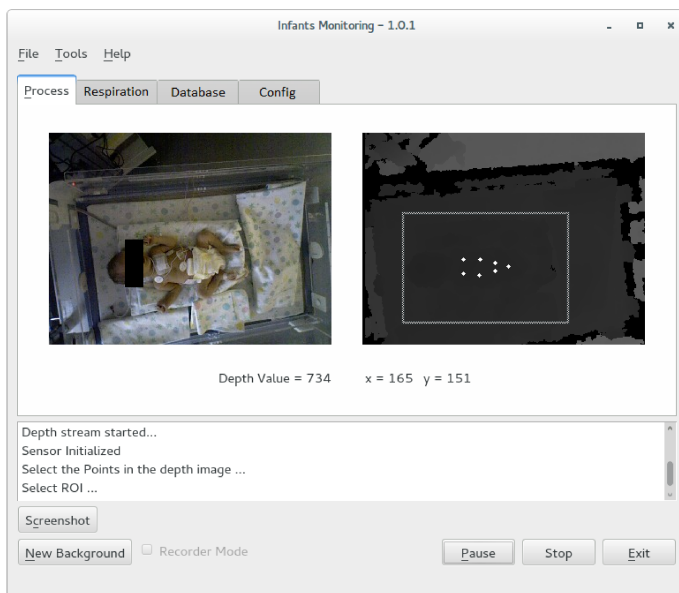 Infants Monitoring - 1.0.1
File Tools Help
Process Respiration Database Config
Depth Value = 734 x = 165 y = 151
Depth stream started...
Sensor Initialized
Select the Points in the depth image ...
Select ROI ...
Screenshot
New Background Recorder Mode Pause Stop Exit